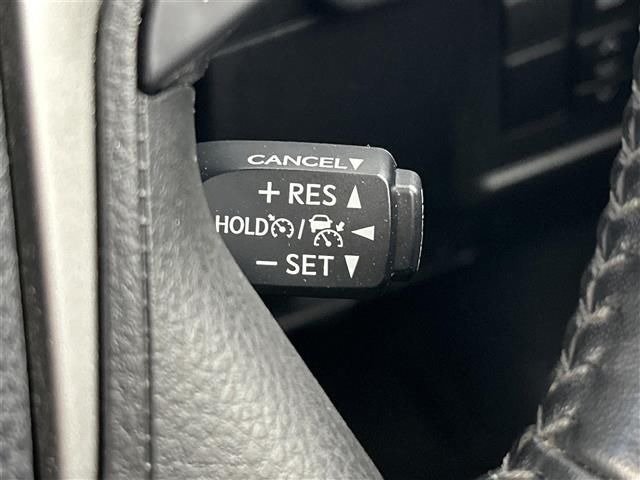 CANCEL▼
+ RES ▲
HOLD / ◀
− SET ▼